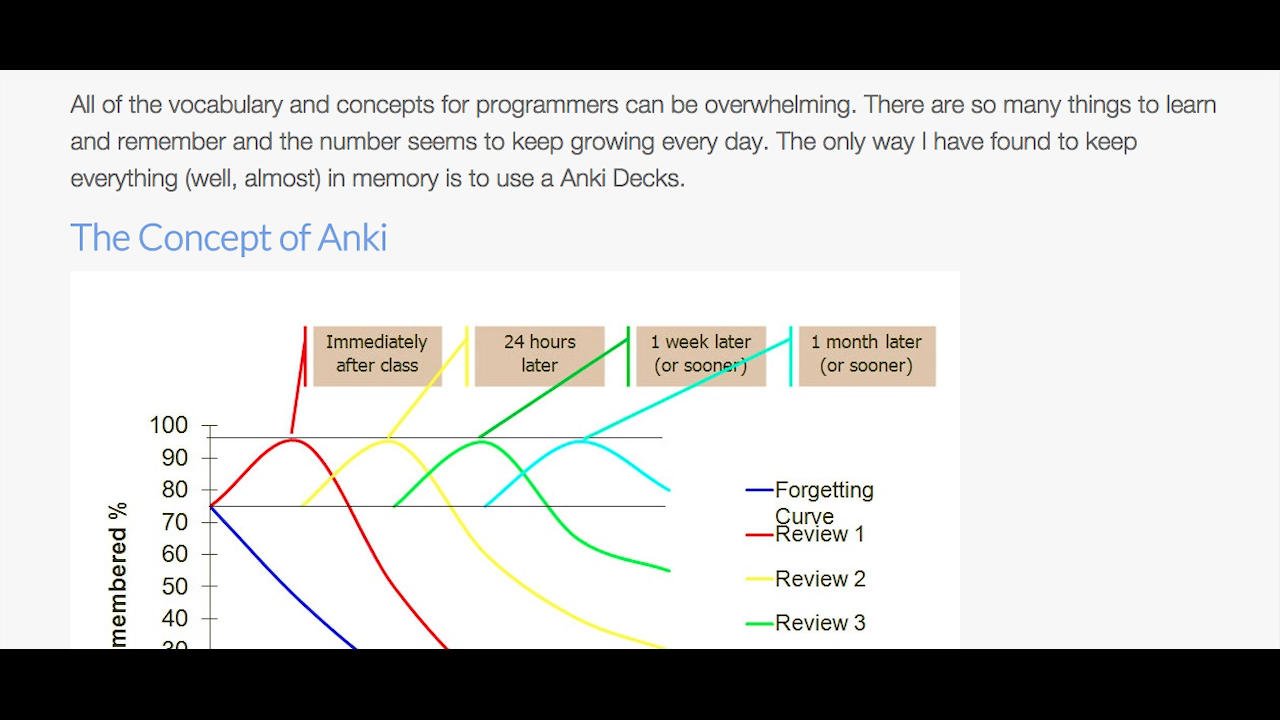 All of the vocabulary and concepts for programmers can be overwhelming. There are so many things to learn
and remember and the number seems to keep growing every day. The only way I have found to keep
everything (well, almost) in memory is to use a Anki Decks.
The Concept of Anki
Immediately
after class
24 hours
later
1 week later
(or sooner)
1 month later
(or sooner)
100
90
80
70
60
50
40
30
membered %
Forgetting
Curve
Review 1
Review 2
Review 3